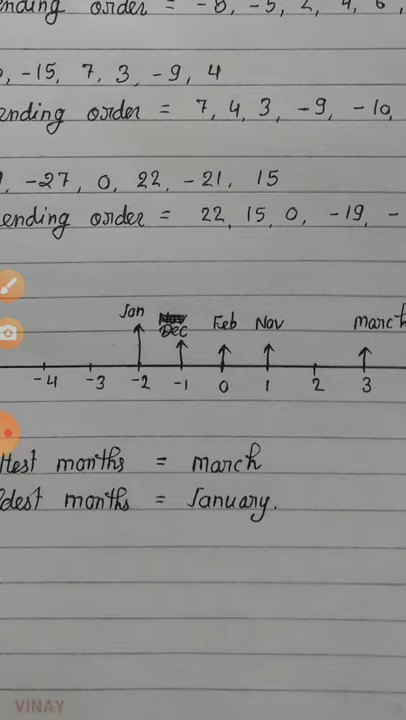 ending order = -8, -5, 2, 4, 6,
, -15, 7, 3, -9, 4
ending order = 7, 4, 3, -9, -10,
, -27, 0, 22, -21, 15
ending order = 22, 15, 0, -19, -
Jan Dec Feb Nov march
-4 -3 -2 -1 0 1 2 3
ttest months = march
dest months = January.
VINAY